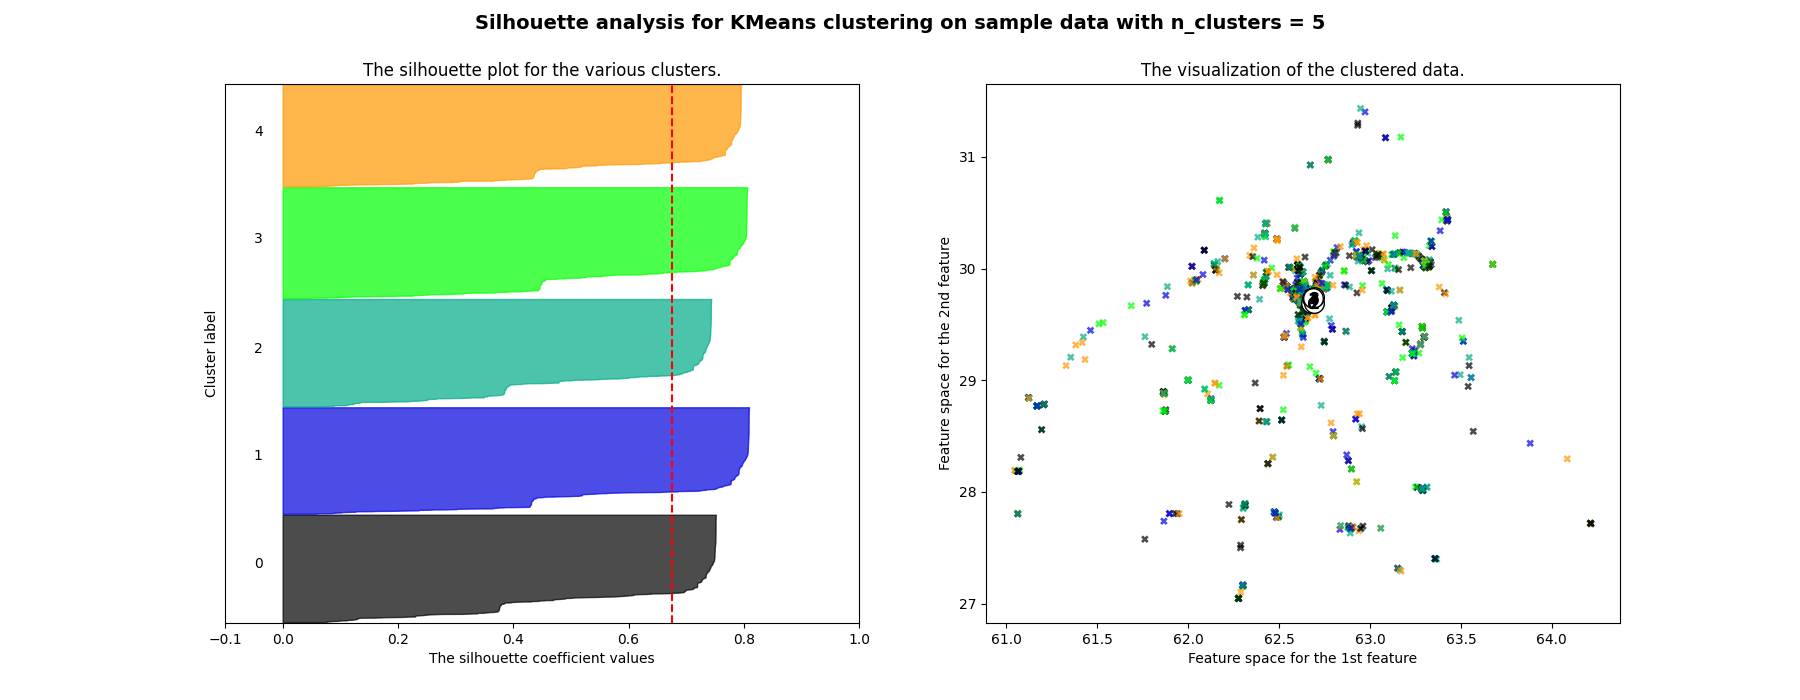 Silhouette analysis for KMeans clustering on sample data with n_clusters = 5
The silhouette plot for the various clusters.
Cluster label
4
3
2
1
0
−0.1 0.0 0.2 0.4 0.6 0.8 1.0
The silhouette coefficient values
The visualization of the clustered data.
Feature space for the 2nd feature
31
30
29
28
27
61.0 61.5 62.0 62.5 63.0 63.5 64.0
Feature space for the 1st feature